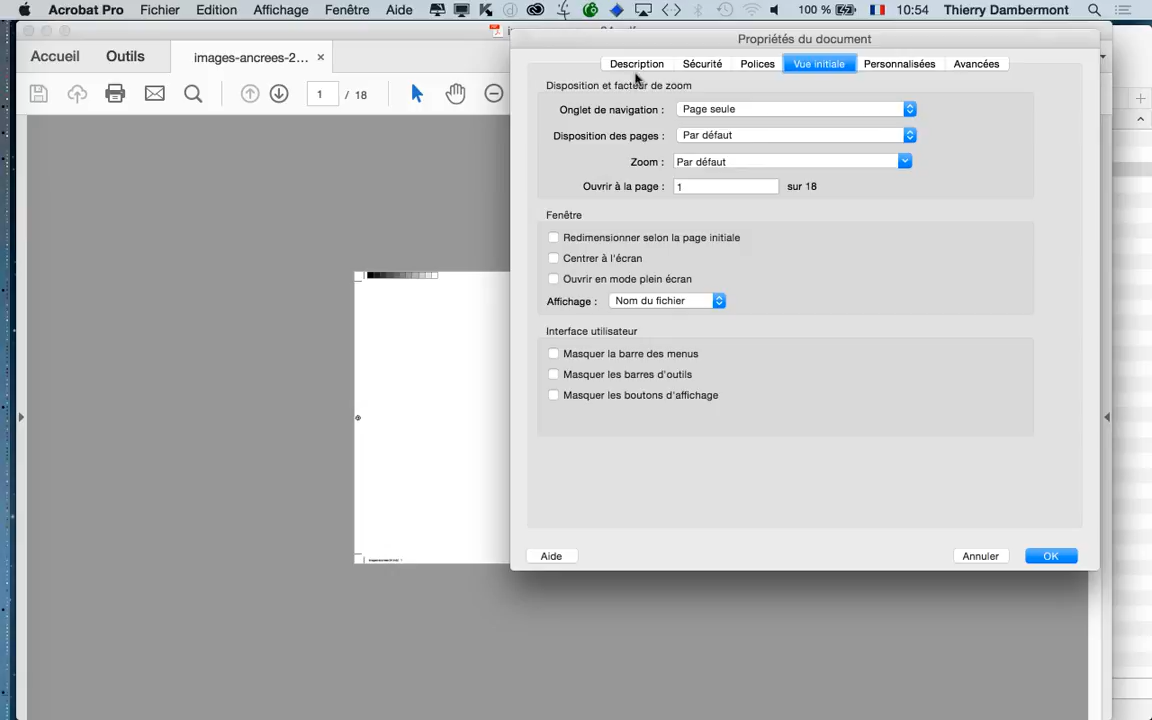 Acrobat Pro Fichier Edition Affichage Fenêtre Aide 100 % 10:54 Thierry Dambermont
Propriétés du document
Accueil Outils images-ancrees-2... ×
Description Sécurité Polices Vue initiale Personnalisées Avancées
1 / 18
Disposition et facteur de zoom
Onglet de navigation : Page seule
Disposition des pages : Par défaut
Zoom : Par défaut
Ouvrir à la page : 1 sur 18
Fenêtre
Redimensionner selon la page initiale
Centrer à l'écran
Ouvrir en mode plein écran
Affichage : Nom du fichier
Interface utilisateur
Masquer la barre des menus
Masquer les barres d'outils
Masquer les boutons d'affichage
Aide Annuler OK